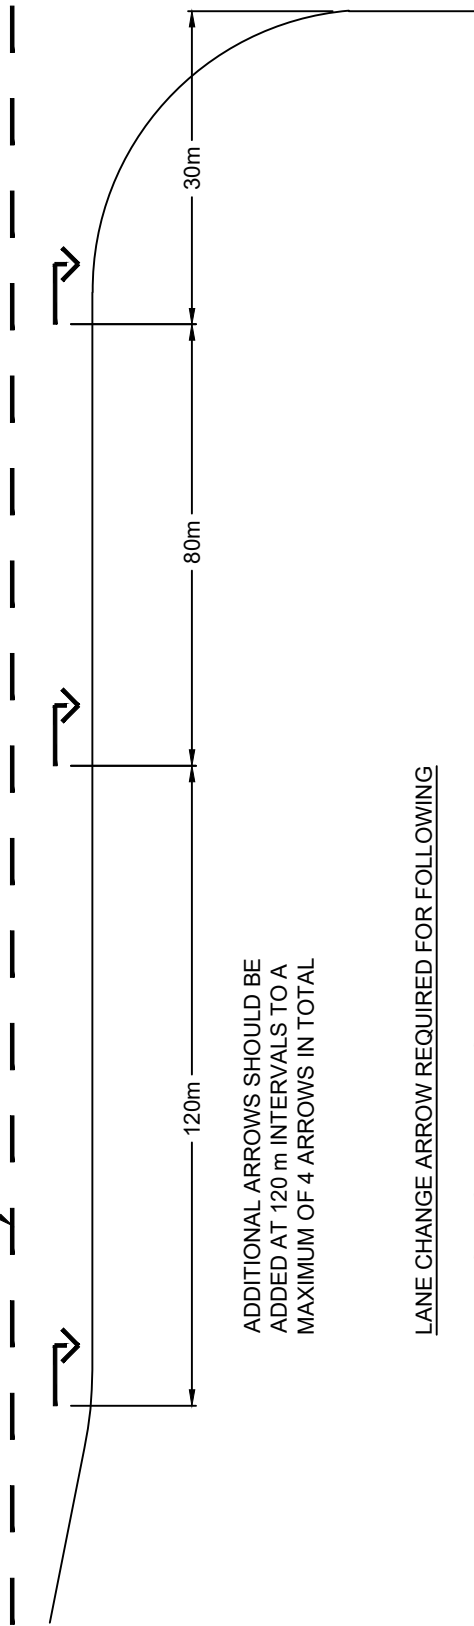 120m
80m
30m
ADDITIONAL ARROWS SHOULD BE
ADDED AT 120 m INTERVALS TO A
MAXIMUM OF 4 ARROWS IN TOTAL
LANE CHANGE ARROW REQUIRED FOR FOLLOWING